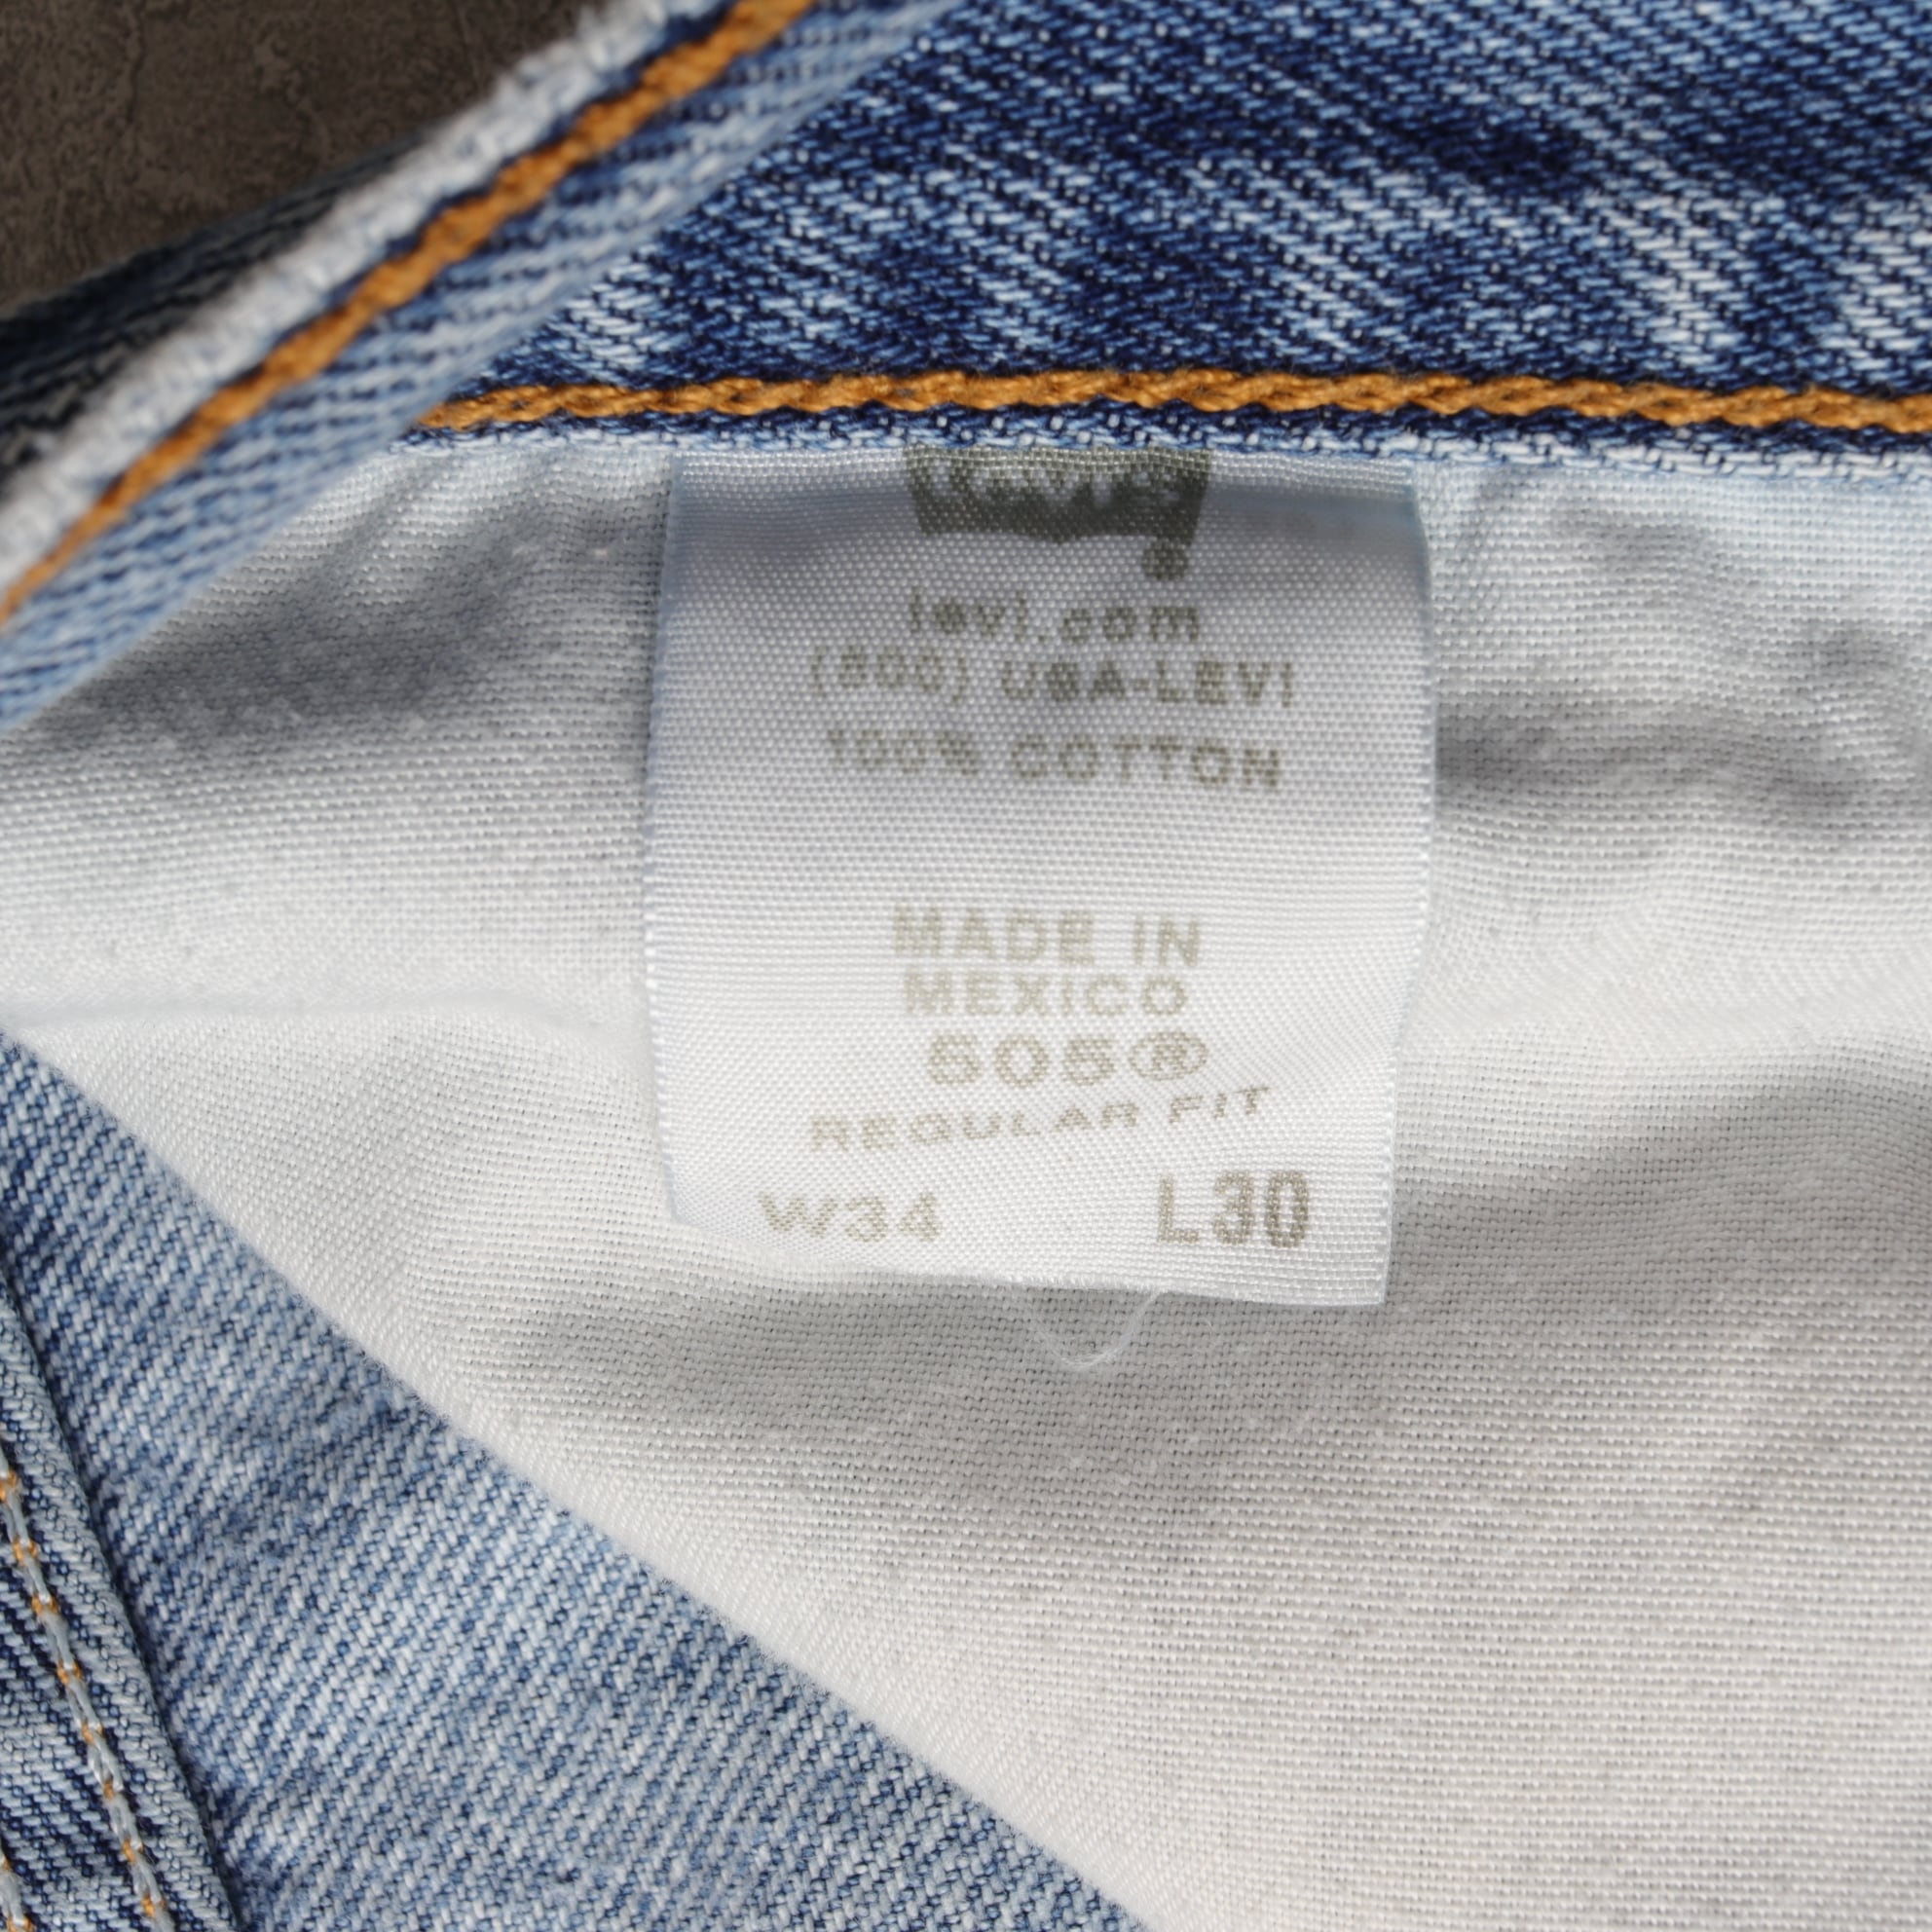 levi.com
(800) USA-LEVI
100% COTTON
MADE IN
MEXICO
505®
REGULAR FIT
W34 L30